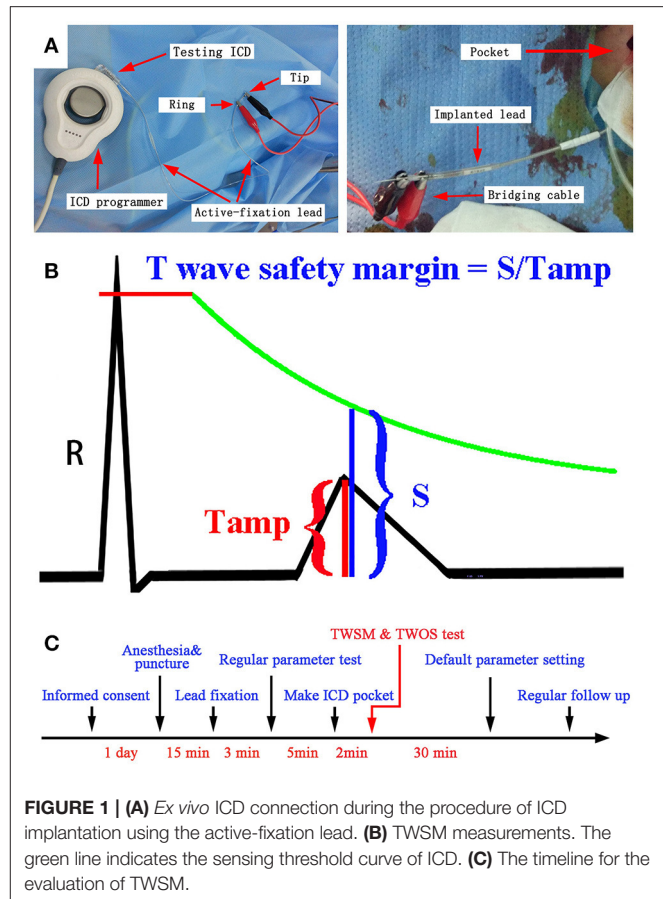 A
Testing ICD
Tip
Ring
ICD programmer
Active-fixation lead
Pocket
Implanted lead
Bridging cable
B
T wave safety margin = S/Tamp
R
Tamp
S
C
TWSM & TWOS test
Anesthesia&
puncture
Regular parameter test
Default parameter setting
Informed consent
Lead fixation
Make ICD pocket
Regular follow up
1 day
15 min
3 min
5min
2min
30 min
FIGURE 1 | (A) Ex vivo ICD connection during the procedure of ICD
implantation using the active-fixation lead. (B) TWSM measurements. The
green line indicates the sensing threshold curve of ICD. (C) The timeline for the
evaluation of TWSM.